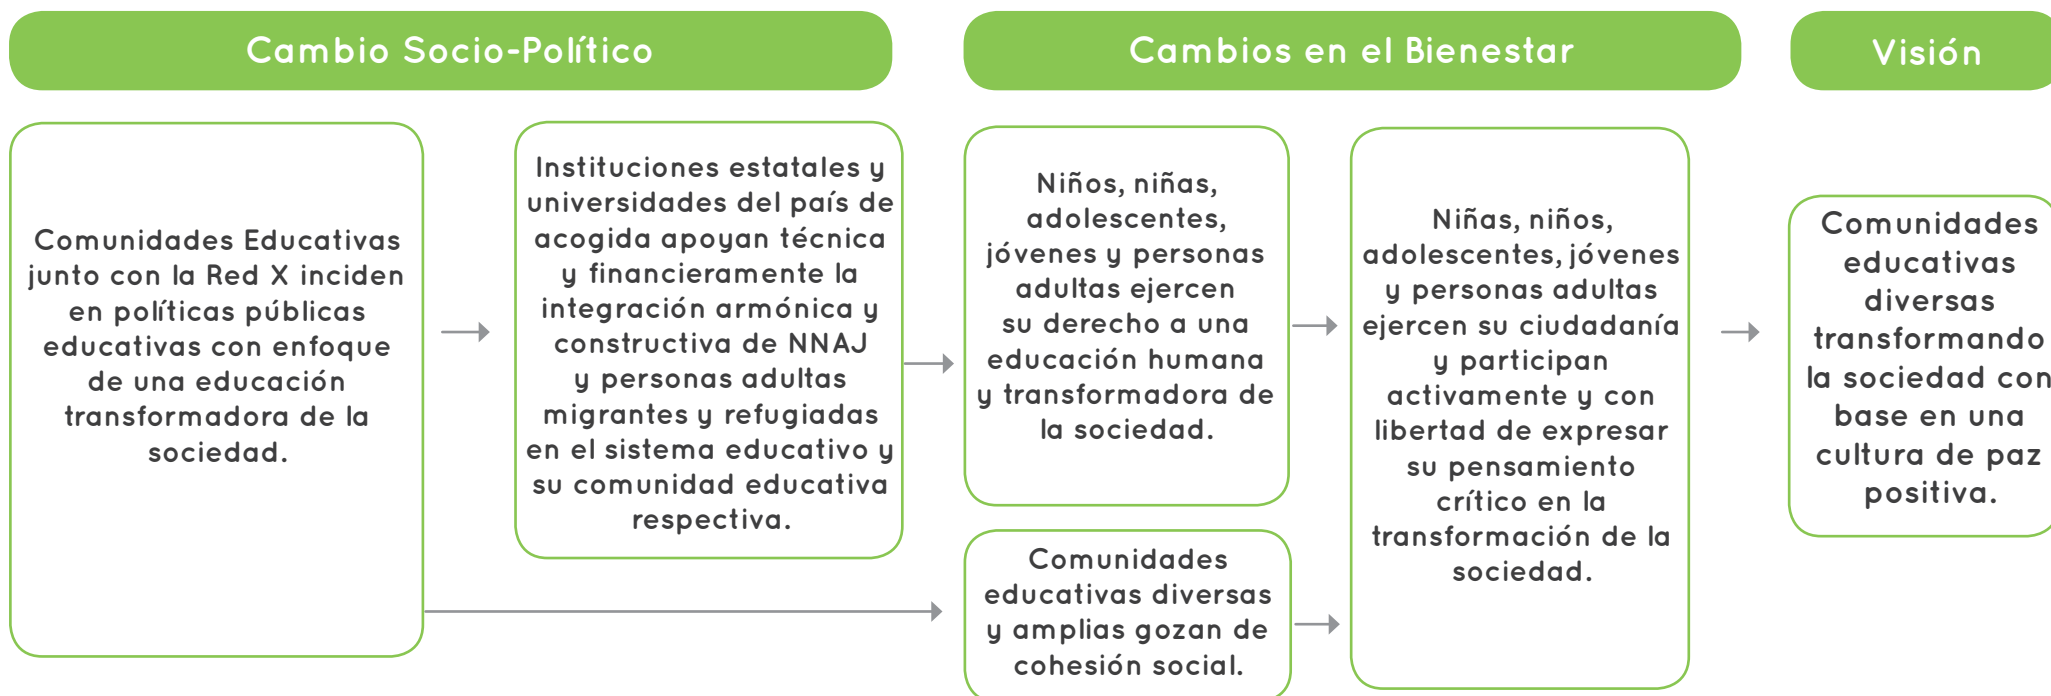 Cambio Socio-Político
Cambios en el Bienestar
Visión
Comunidades Educativas
junto con la Red X inciden
en políticas públicas
educativas con enfoque
de una educación
transformadora de la
sociedad.
Instituciones estatales y
universidades del país de
acogida apoyan técnica
y financieramente la
integración armónica y
constructiva de NNAJ
y personas adultas
migrantes y refugiadas
en el sistema educativo y
su comunidad educativa
respectiva.
Niños, niñas,
adolescentes,
jóvenes y personas
adultas ejercen
su derecho a una
educación humana
y transformadora de
la sociedad.
Comunidades
educativas diversas
y amplias gozan de
cohesión social.
Niñas, niños,
adolescentes, jóvenes
y personas adultas
ejercen su ciudadanía
y participan
activamente y con
libertad de expresar
su pensamiento
crítico en la
transformación de la
sociedad.
Comunidades
educativas
diversas
transformando
la sociedad con
base en una
cultura de paz
positiva.